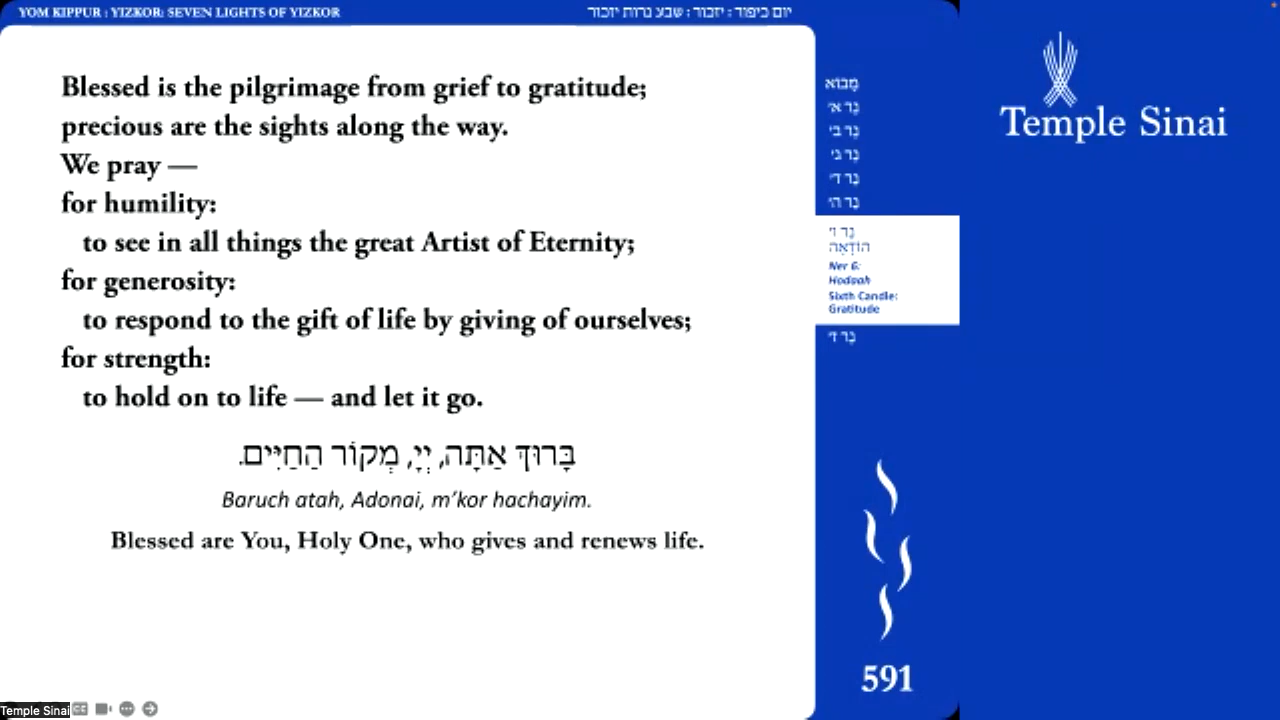 YOM KIPPUR : YIZKOR: SEVEN LIGHTS OF YIZKOR
יום כיפור : יזכור : שבע נרות יזכור
Blessed is the pilgrimage from grief to gratitude;
precious are the sights along the way.
We pray —
for humility:
to see in all things the great Artist of Eternity;
for generosity:
to respond to the gift of life by giving of ourselves;
for strength:
to hold on to life — and let it go.
בָּרוּךְ אַתָּה, יְיָ, מְקוֹר הַחַיִּים.
Baruch atah, Adonai, m’kor hachayim.
Blessed are You, Holy One, who gives and renews life.
מָבוֹא
נֵר א׳
נֵר ב׳
נֵר ג׳
נֵר ד׳
נֵר ה׳
נֵר ו׳
הוֹדָאָה
Ner 6:
Hodaah
Sixth Candle:
Gratitude
נֵר ז׳
591
Temple Sinai
Temple Sinai
CC